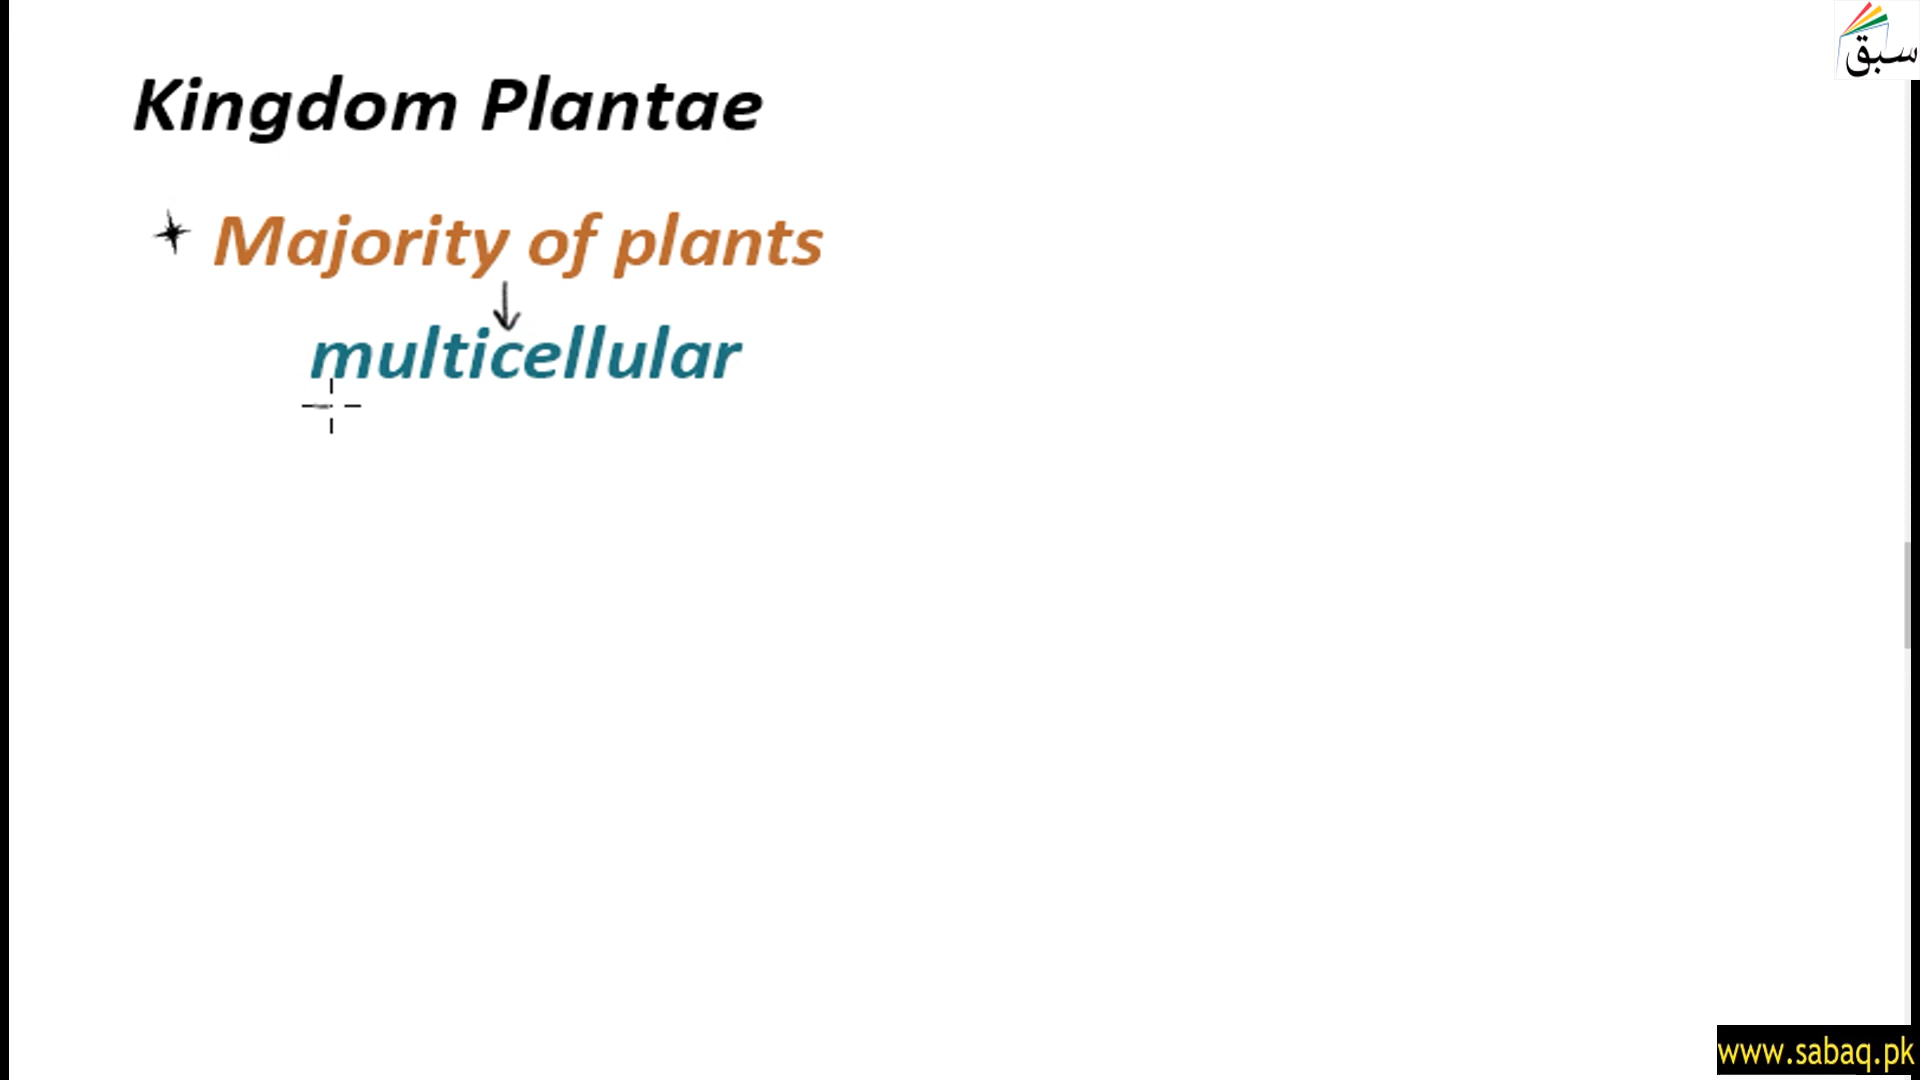 سبق
Kingdom Plantae
Majority of plants
multicellular
www.sabaq.pk